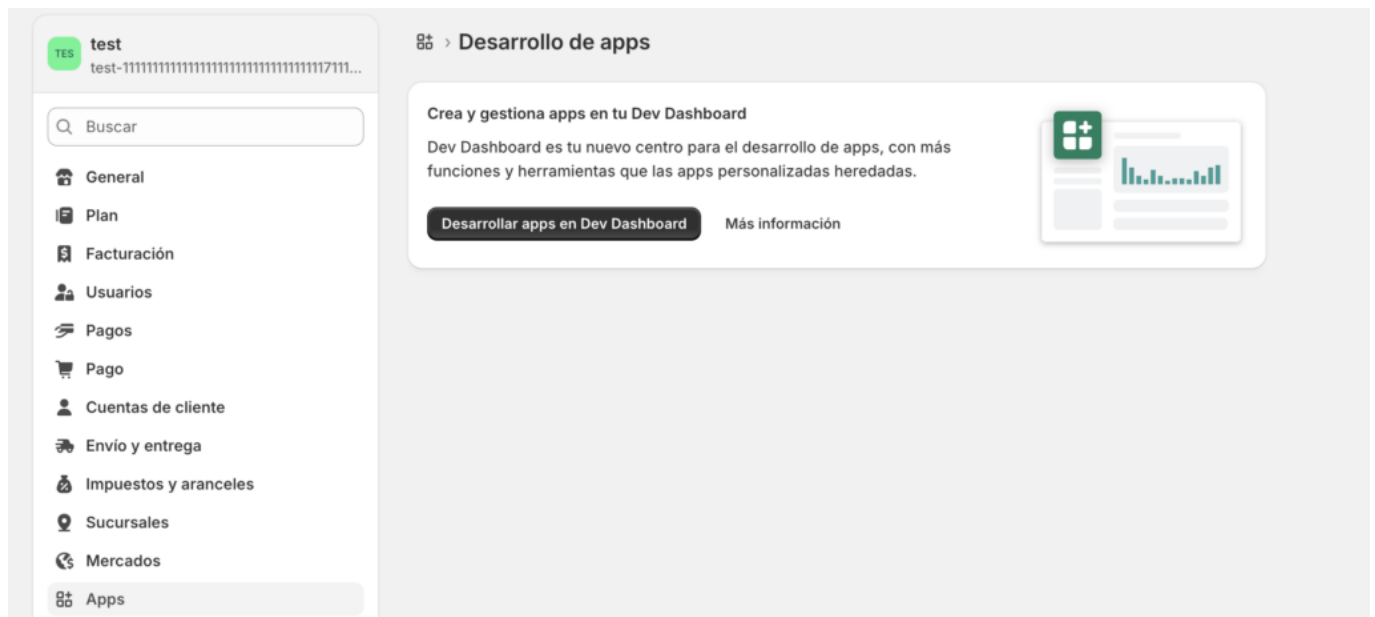 TES
test
test-11111111111111111111111111111111117111...
Buscar
General
Plan
Facturación
Usuarios
Pagos
Pago
Cuentas de cliente
Envío y entrega
Impuestos y aranceles
Sucursales
Mercados
Apps
› Desarrollo de apps
Crea y gestiona apps en tu Dev Dashboard
Dev Dashboard es tu nuevo centro para el desarrollo de apps, con más
funciones y herramientas que las apps personalizadas heredadas.
Desarrollar apps en Dev Dashboard
Más información